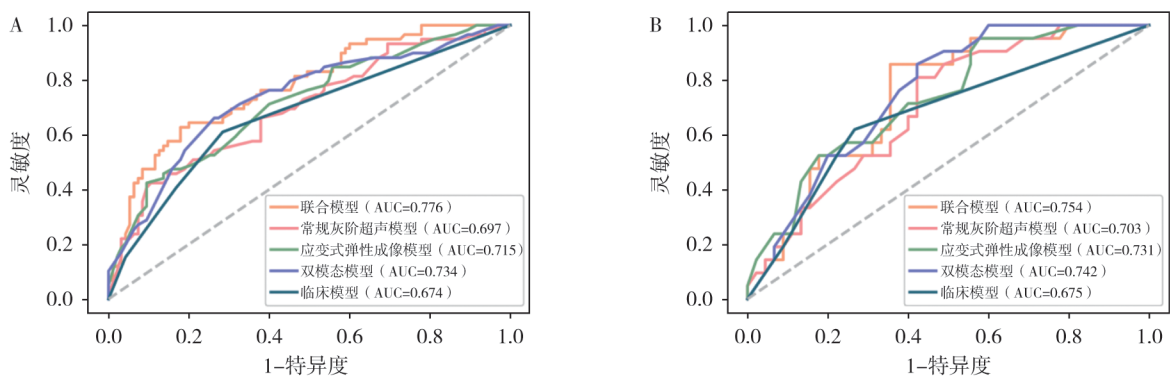 A
1.0
0.8
0.6
0.4
0.2
0.0
灵敏度
联合模型（AUC=0.776）
常规灰阶超声模型（AUC=0.697）
应变式弹性成像模型（AUC=0.715）
双模态模型（AUC=0.734）
临床模型（AUC=0.674）
0.0 0.2 0.4 0.6 0.8 1.0
1-特异度
B
1.0
0.8
0.6
0.4
0.2
0.0
灵敏度
联合模型（AUC=0.754）
常规灰阶超声模型（AUC=0.703）
应变式弹性成像模型（AUC=0.731）
双模态模型（AUC=0.742）
临床模型（AUC=0.675）
0.0 0.2 0.4 0.6 0.8 1.0
1-特异度